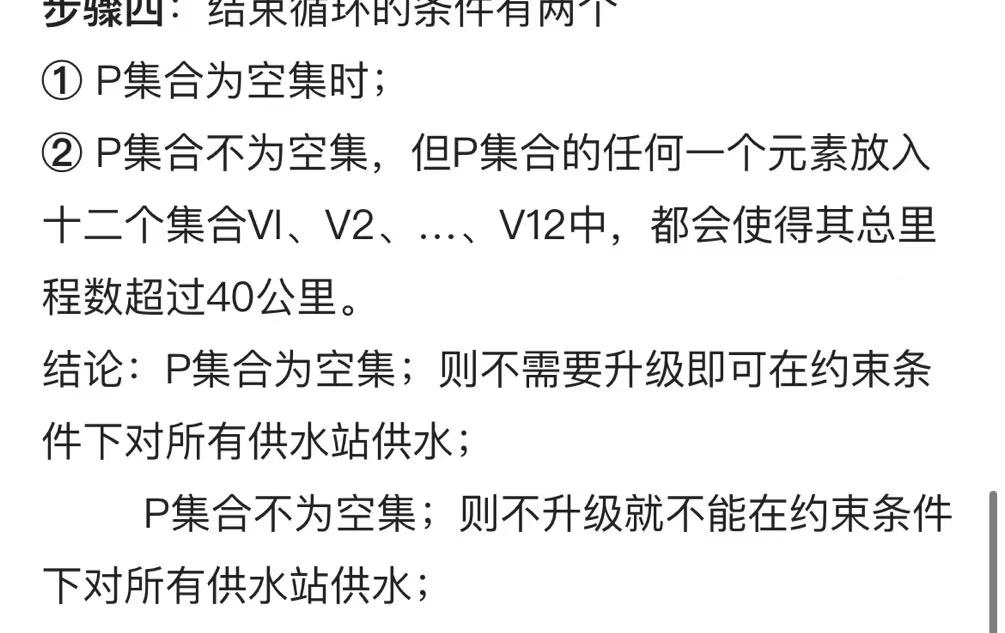 步骤四：结束循环的条件有两个
① P集合为空集时；
② P集合不为空集，但P集合的任何一个元素放入
十二个集合VI、V2、…、V12中，都会使得其总里
程数超过40公里。
结论：P集合为空集；则不需要升级即可在约束条
件下对所有供水站供水；
P集合不为空集；则不升级就不能在约束条件
下对所有供水站供水；